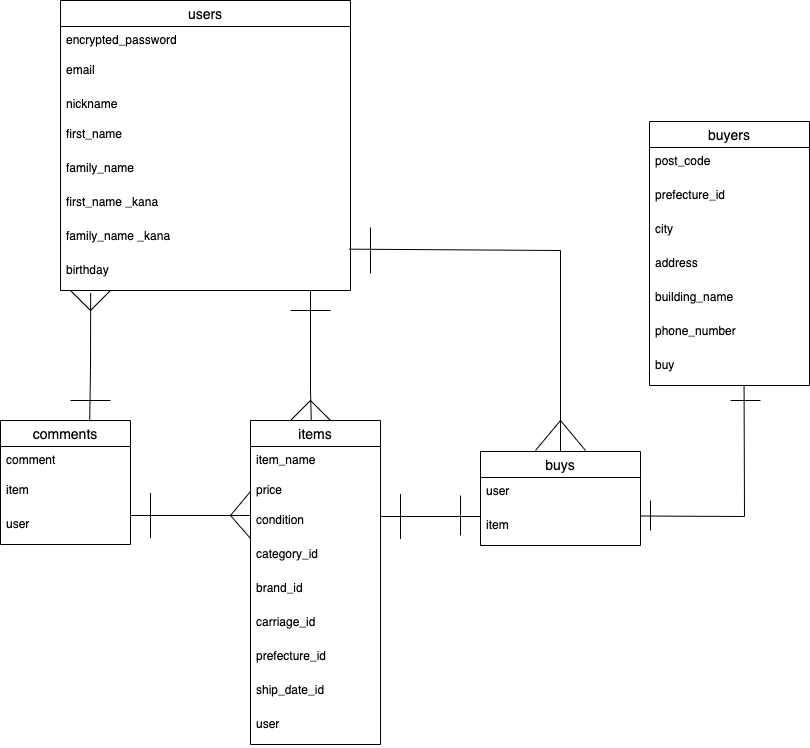 users
encrypted_password
email
nickname
first_name
family_name
first_name _kana
family_name _kana
birthday
buyers
post_code
prefecture_id
city
address
building_name
phone_number
buy
comments
comment
item
user
items
item_name
price
condition
category_id
brand_id
carriage_id
prefecture_id
ship_date_id
user
buys
user
item